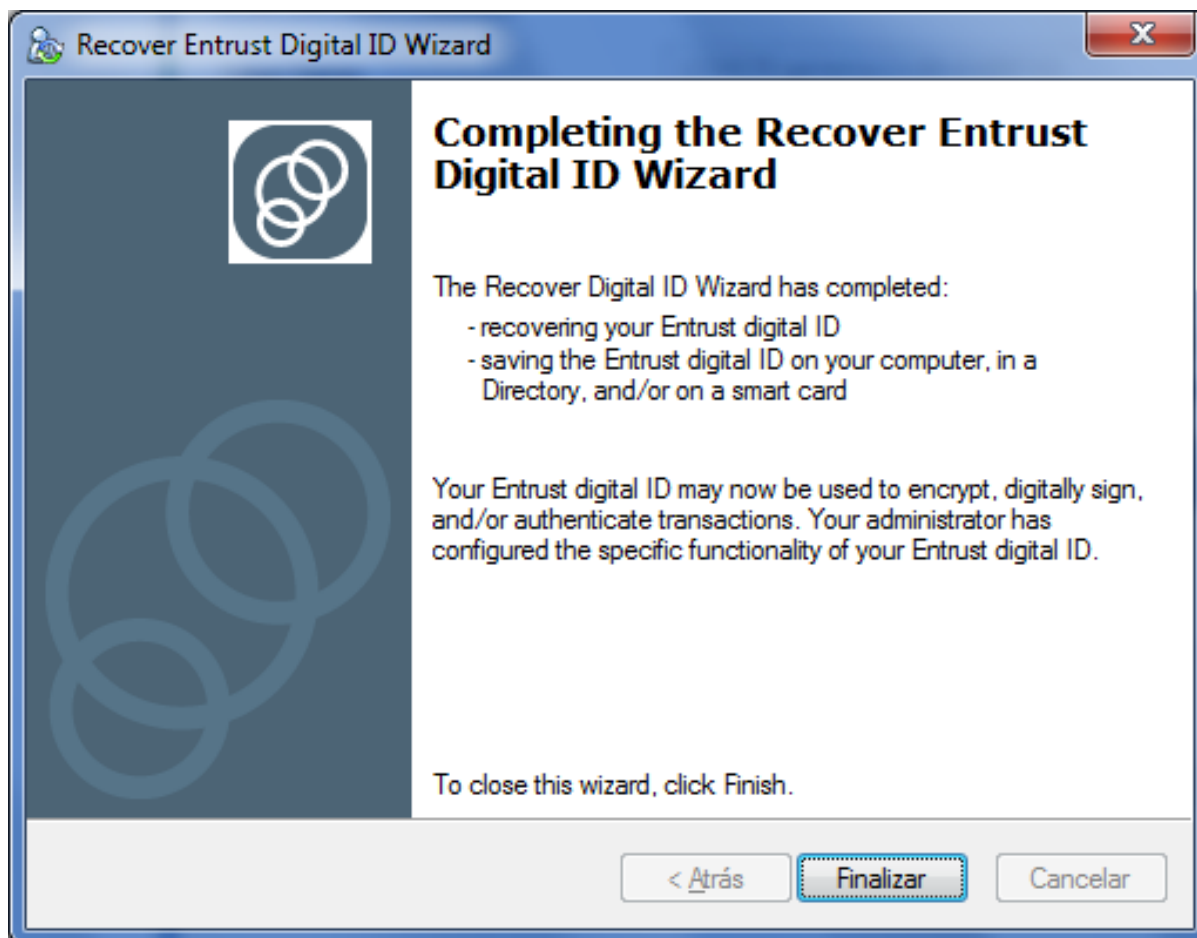 Recover Entrust Digital ID Wizard
Completing the Recover Entrust
Digital ID Wizard
The Recover Digital ID Wizard has completed:
- recovering your Entrust digital ID
- saving the Entrust digital ID on your computer, in a
Directory, and/or on a smart card
Your Entrust digital ID may now be used to encrypt, digitally sign,
and/or authenticate transactions. Your administrator has
configured the specific functionality of your Entrust digital ID.
To close this wizard, click Finish.
< Atrás Finalizar Cancelar